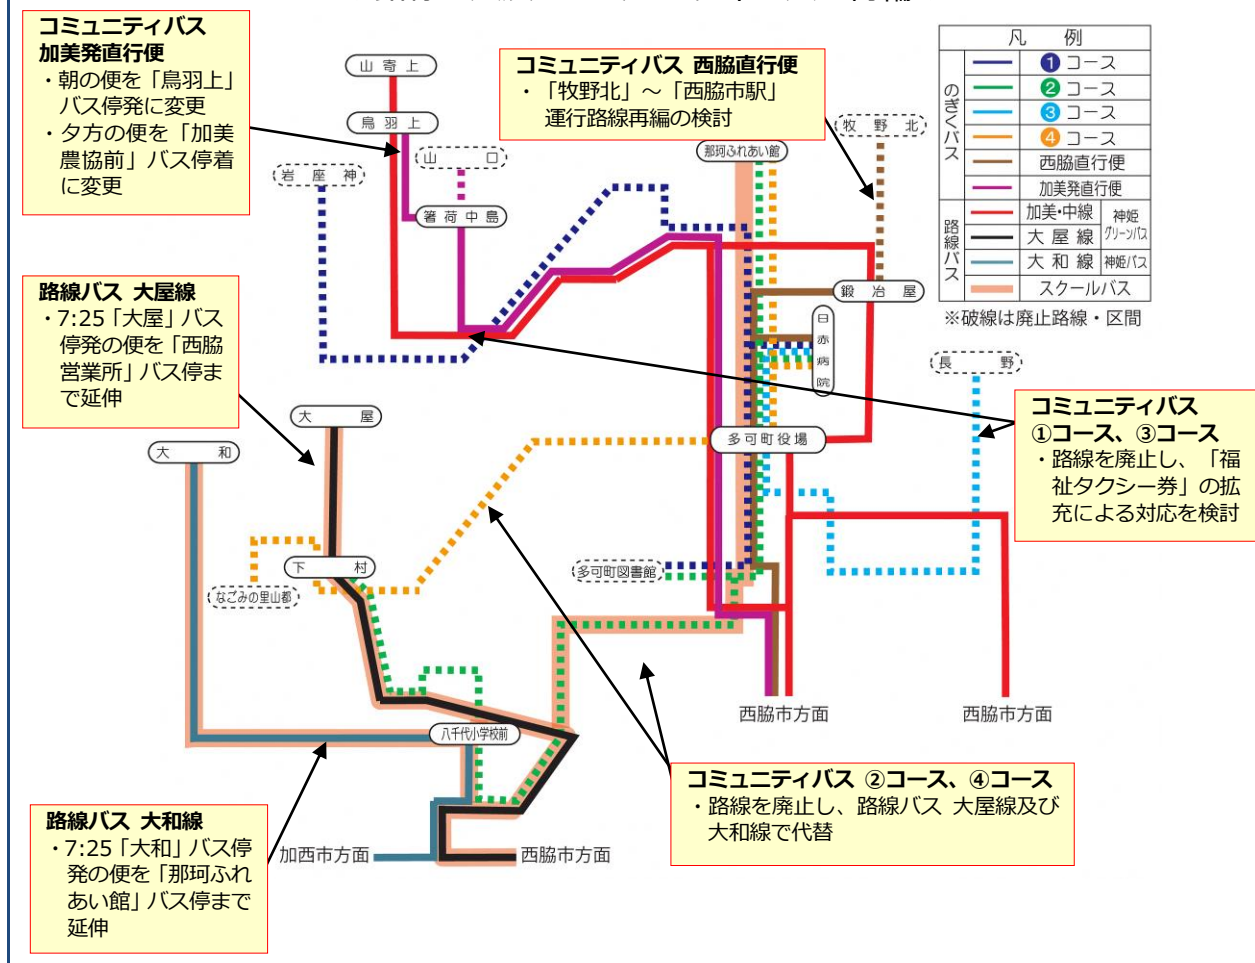 コミュニティバス
加美発直行便
・朝の便を「鳥羽上」
バス停発に変更
・夕方の便を「加美
農協前」バス停着
に変更
山寄上
鳥羽上
山口
岩座神
箸荷中島
コミュニティバス 西脇直行便
・「牧野北」~「西脇市駅」
運行路線再編の検討
那珂ふれあい館
牧野北
凡例
のぎくバス
①コース
②コース
③コース
④コース
西脇直行便
加美発直行便
路線バス
加美・中線
神姫
グリーンバス
大屋線
大和線
神姫バス
スクールバス
※破線は廃止路線・区間
鍛冶屋
日赤病院
長野
路線バス 大屋線
・7:25「大屋」バス
停発の便を「西脇
営業所」バス停ま
で延伸
大屋
大和
多可町役場
コミュニティバス
①コース、③コース
・路線を廃止し、「福
祉タクシー券」の拡
充による対応を検討
下村
なごみの里山都
多可町図書館
八千代小学校前
西脇市方面
西脇市方面
コミュニティバス ②コース、④コース
・路線を廃止し、路線バス 大屋線及び
大和線で代替
路線バス 大和線
・7:25「大和」バス停
発の便を「那珂ふれ
あい館」バス停まで
延伸
加西市方面
西脇市方面